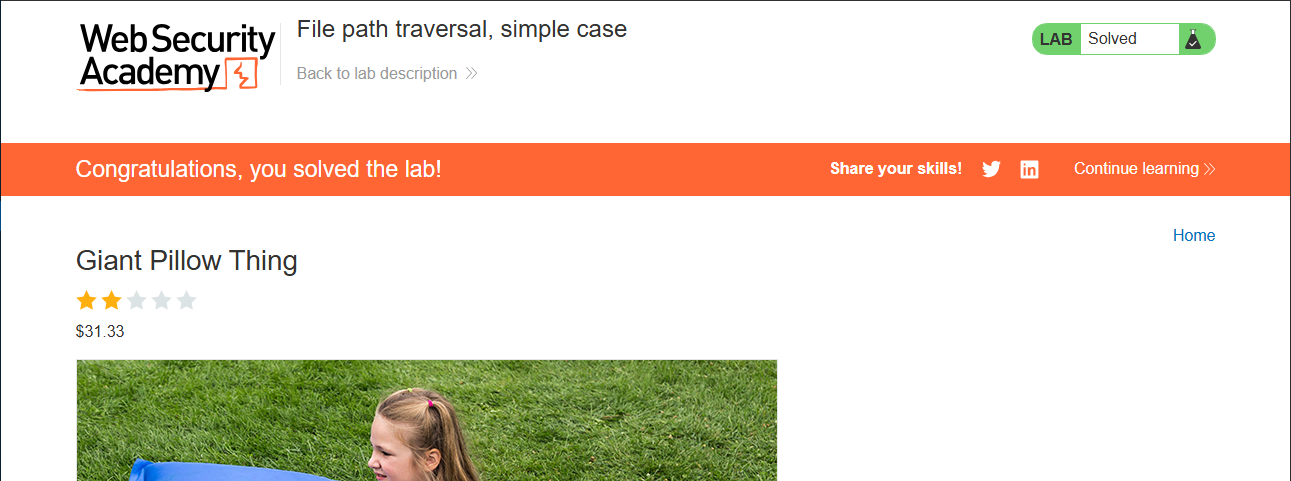 Web Security
Academy
File path traversal, simple case
Back to lab description
LAB Solved
Congratulations, you solved the lab!
Share your skills!
Continue learning
Home
Giant Pillow Thing
$31.33